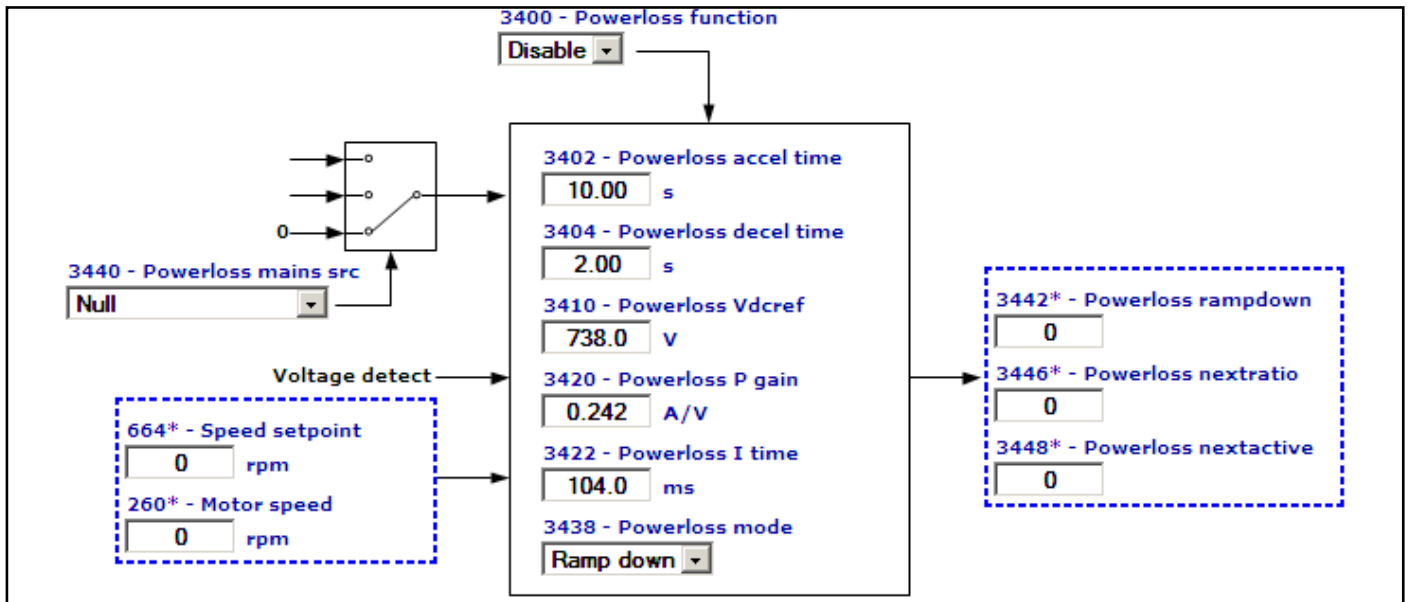 3400 - Powerloss function
Disable
3402 - Powerloss accel time
10.00 s
3404 - Powerloss decel time
2.00 s
0
3440 - Powerloss mains src
Null
3410 - Powerloss Vdcref
738.0 V
Voltage detect
3420 - Powerloss P gain
0.242 A/V
664* - Speed setpoint
0 rpm
260* - Motor speed
0 rpm
3422 - Powerloss I time
104.0 ms
3438 - Powerloss mode
Ramp down
3442* - Powerloss rampdown
0
3446* - Powerloss nextratio
0
3448* - Powerloss nextactive
0